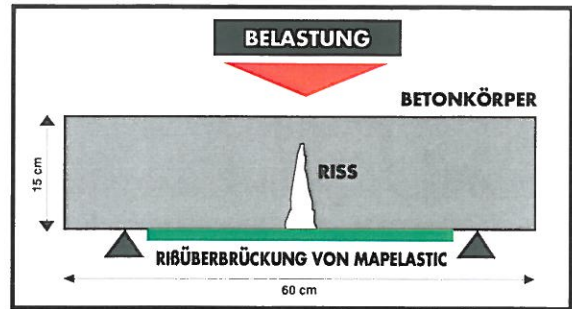 BELASTUNG
BETONKÖRPER
15 cm
RISS
RIßÜBERBRÜCKUNG VON MAPELASTIC
60 cm